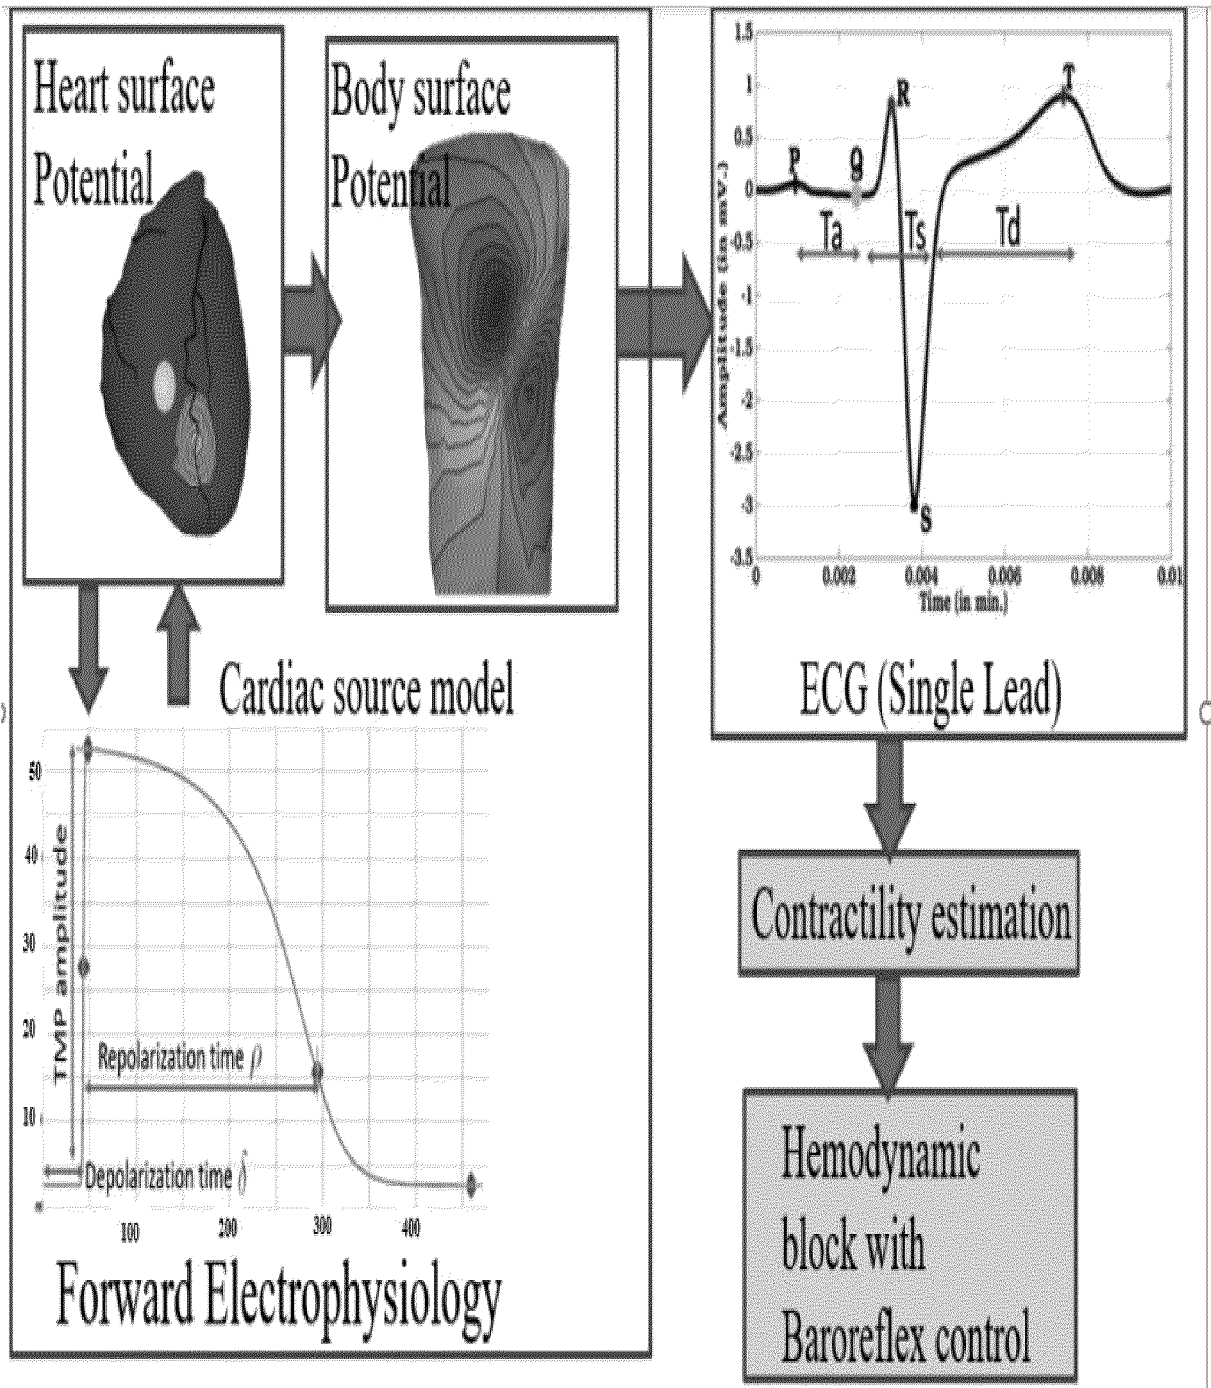 Heart surface
Potential
Body surface
Potential
1.5
1
0.5
0
-0.5
-1
-1.5
-2
-2.5
-3
-3.5
Amplitude (in mV.)
P
Q
R
S
T
Ta
Ts
Td
0
0.002
0.004
0.006
0.008
0.01
Time (in min.)
ECG (Single Lead)
Cardiac source model
50
40
30
20
10
TMP amplitude
Repolarization time ρ
Depolarization time δ
100
200
300
400
Forward Electrophysiology
Contractility estimation
Hemodynamic
block with
Baroreflex control